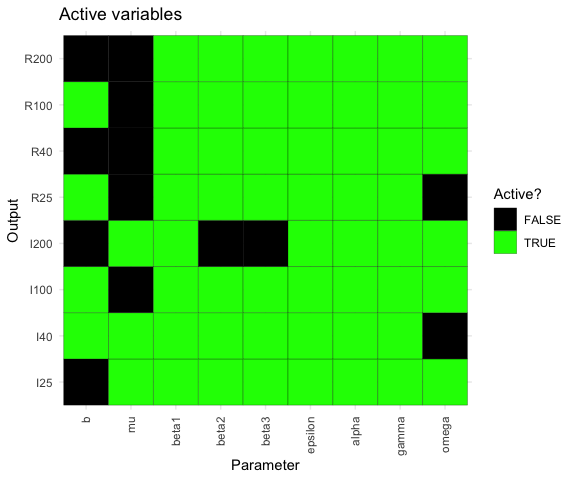 Active variables
Output
R200
R100
R40
R25
I200
I100
I40
I25
b
mu
beta1
beta2
beta3
epsilon
alpha
gamma
omega
Parameter
Active?
FALSE
TRUE